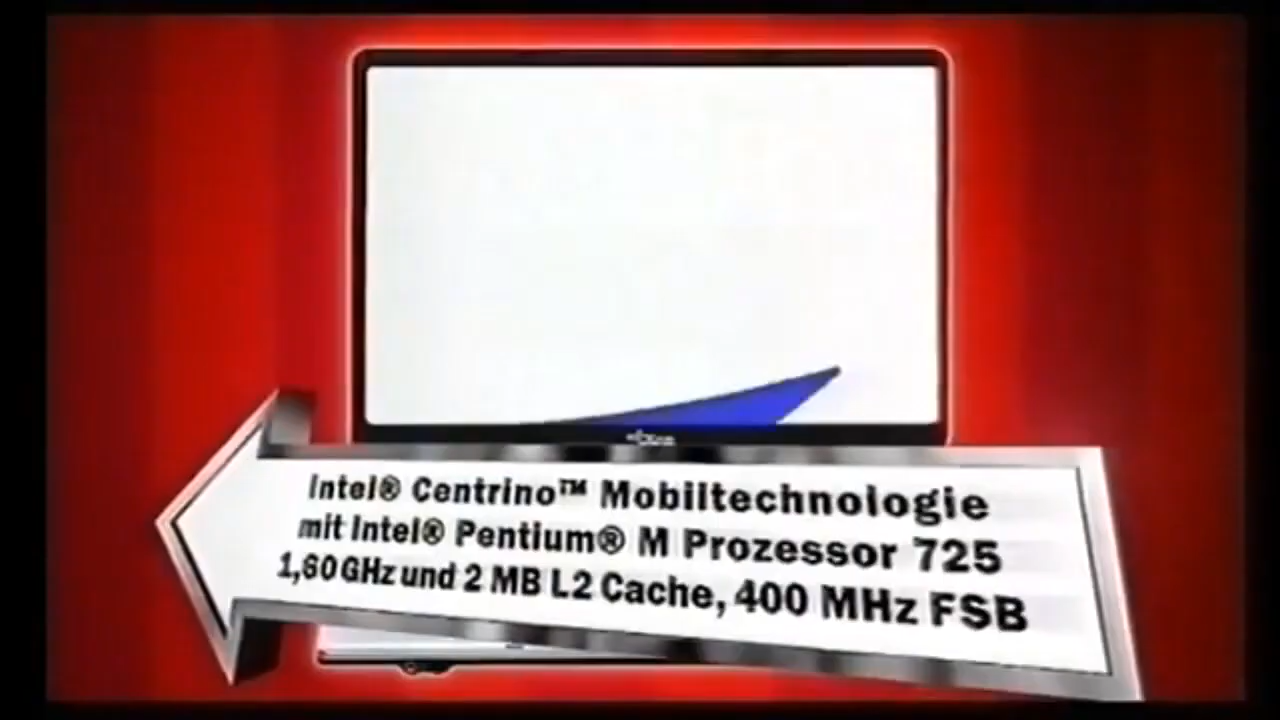 Intel® Centrino™ Mobiltechnologie
mit Intel® Pentium® M Prozessor 725
1,60 GHz und 2 MB L2 Cache, 400 MHz FSB